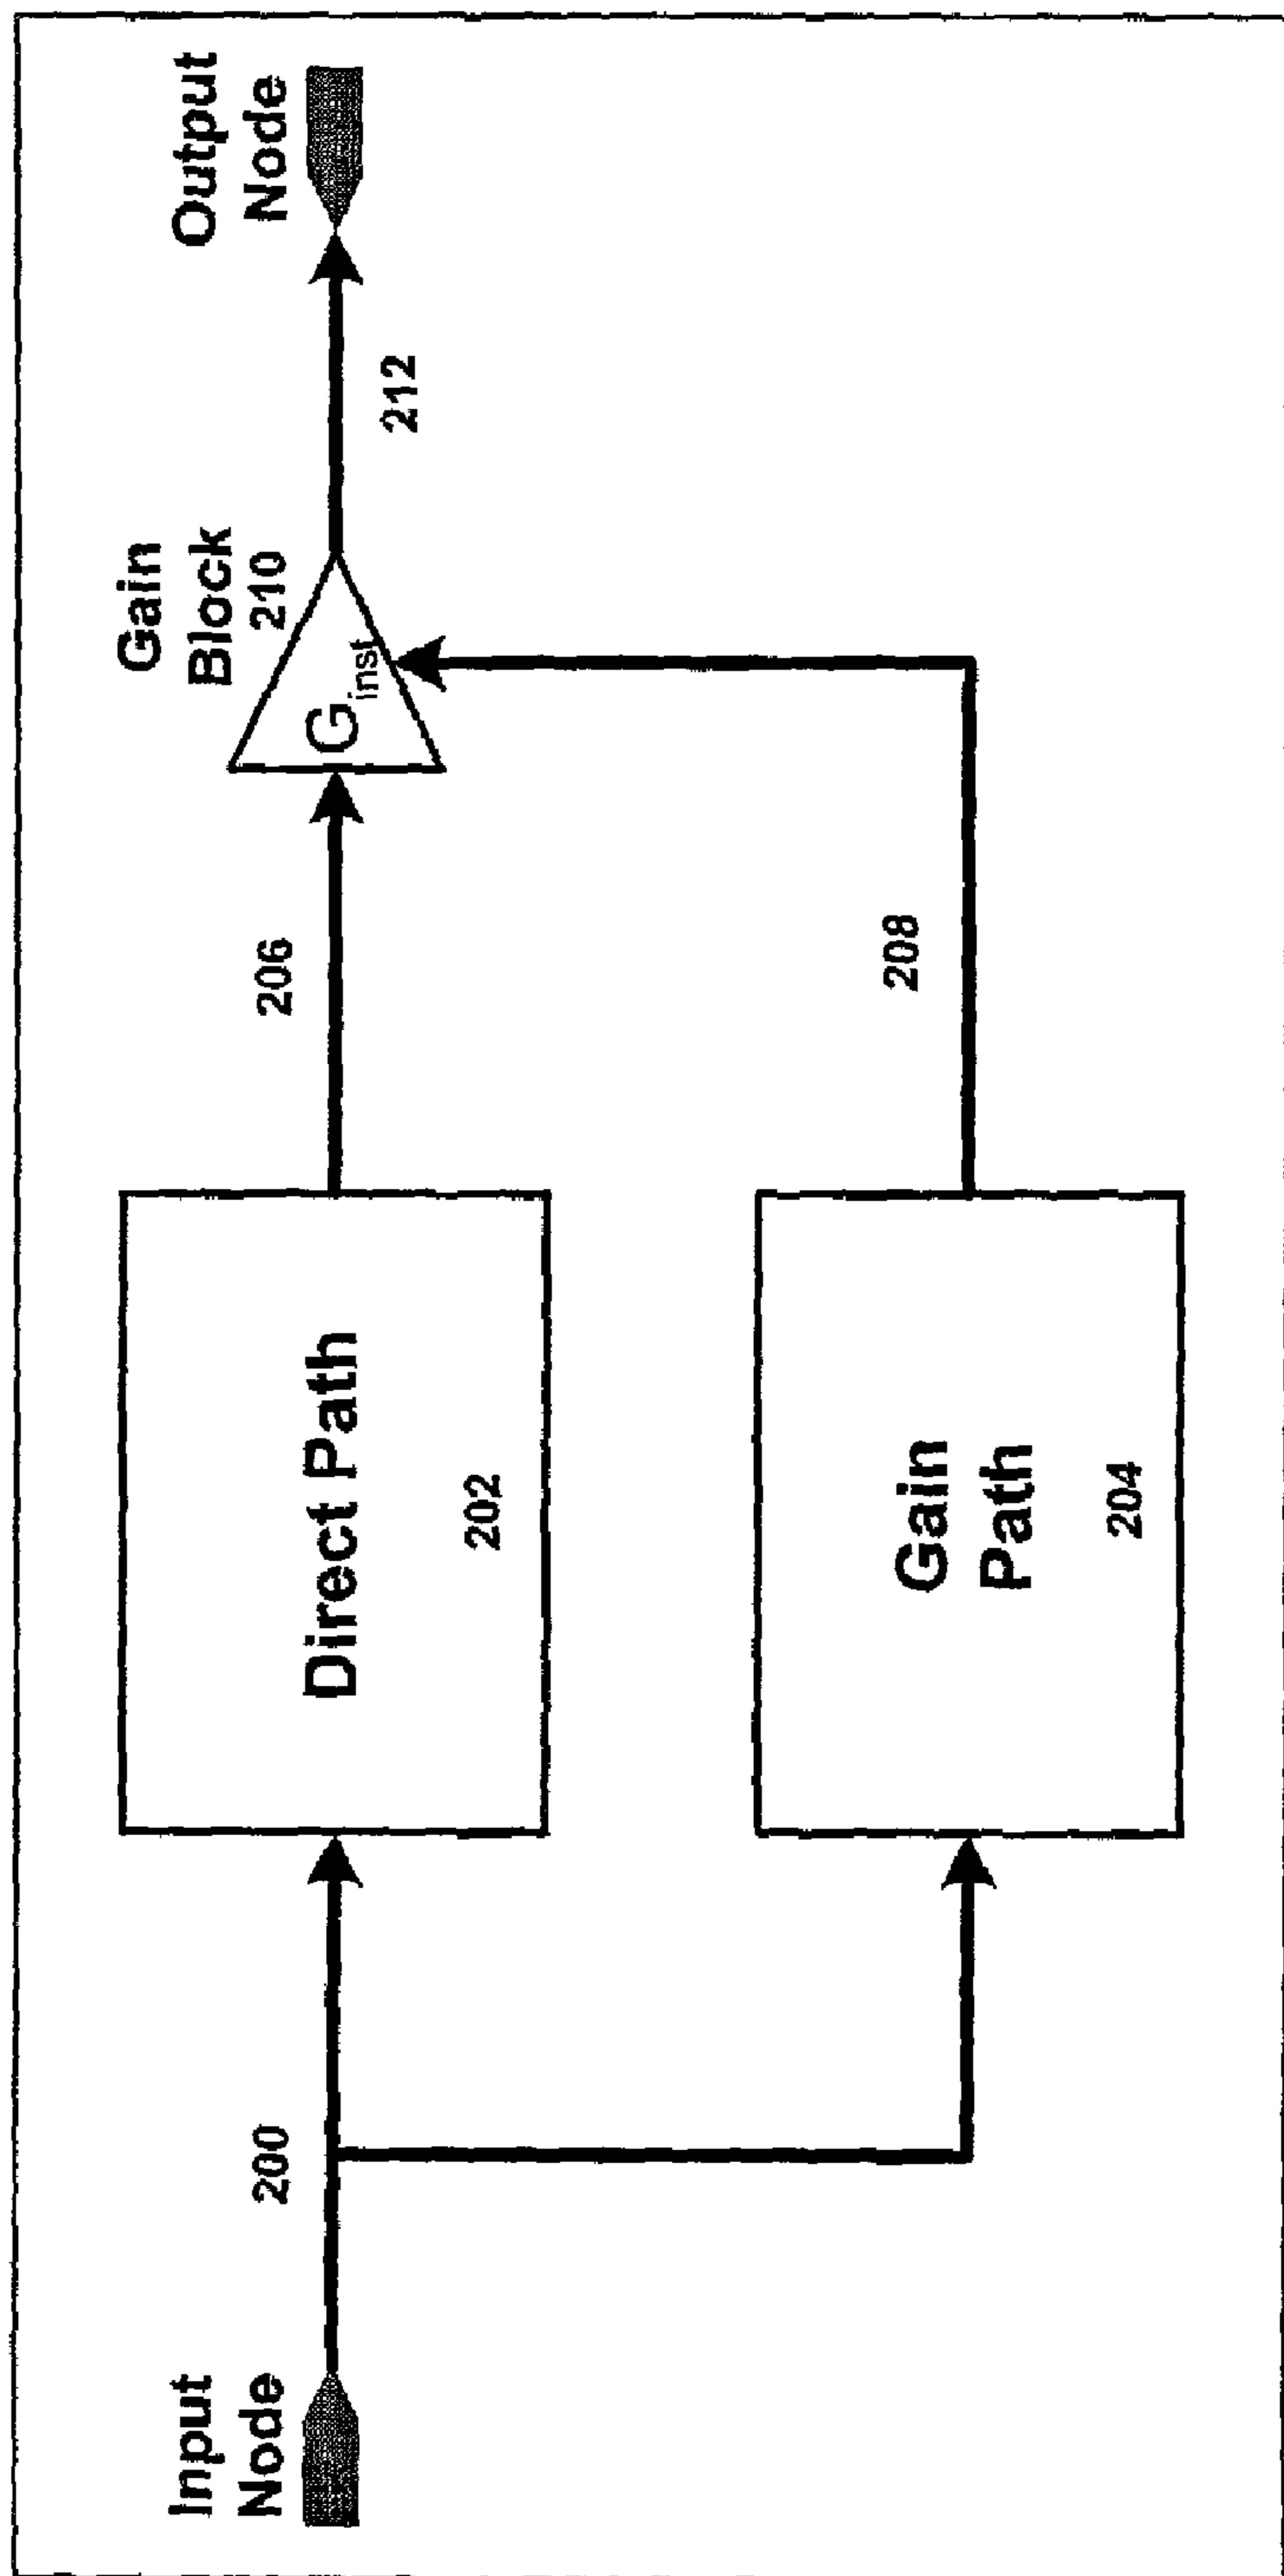 Input
Node
200
Direct Path
202
Gain
Path
204
206
208
Gain
Block
210
G inst
212
Output
Node